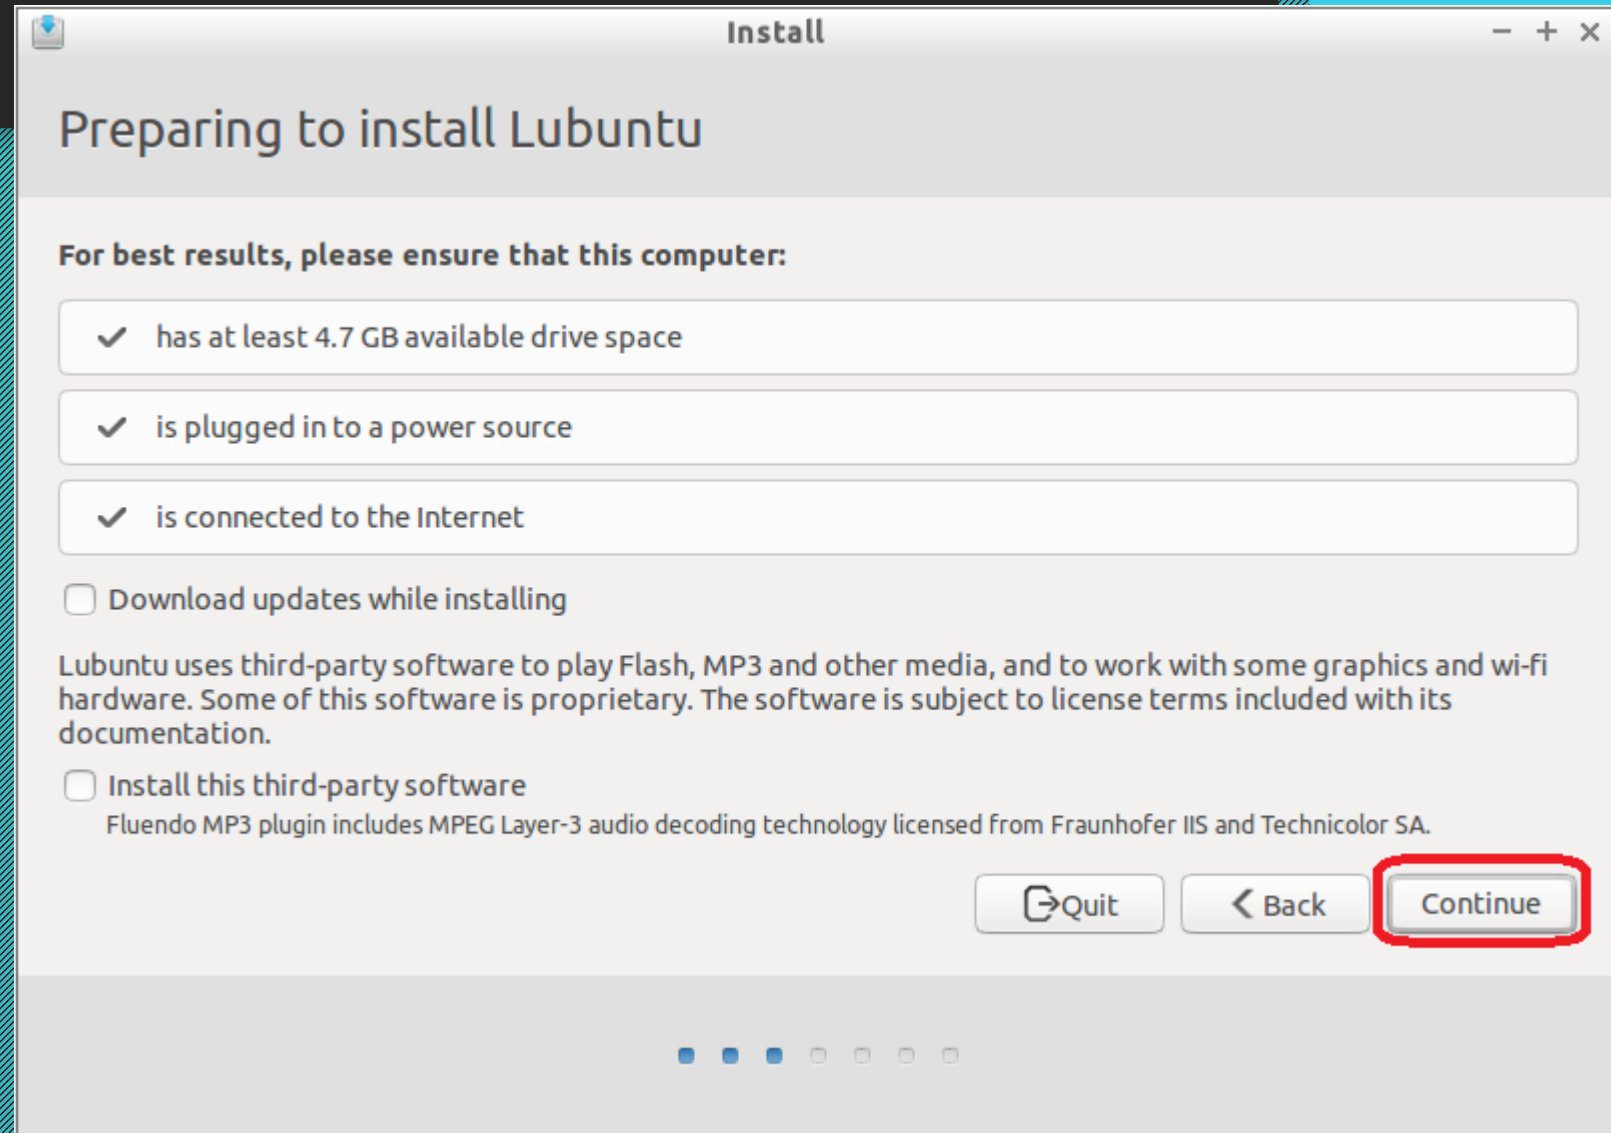 Install
Preparing to install Lubuntu
For best results, please ensure that this computer:
has at least 4.7 GB available drive space
is plugged in to a power source
is connected to the Internet
Download updates while installing
Lubuntu uses third-party software to play Flash, MP3 and other media, and to work with some graphics and wi-fi
hardware. Some of this software is proprietary. The software is subject to license terms included with its
documentation.
Install this third-party software
Fluendo MP3 plugin includes MPEG Layer-3 audio decoding technology licensed from Fraunhofer IIS and Technicolor SA.
Quit Back Continue